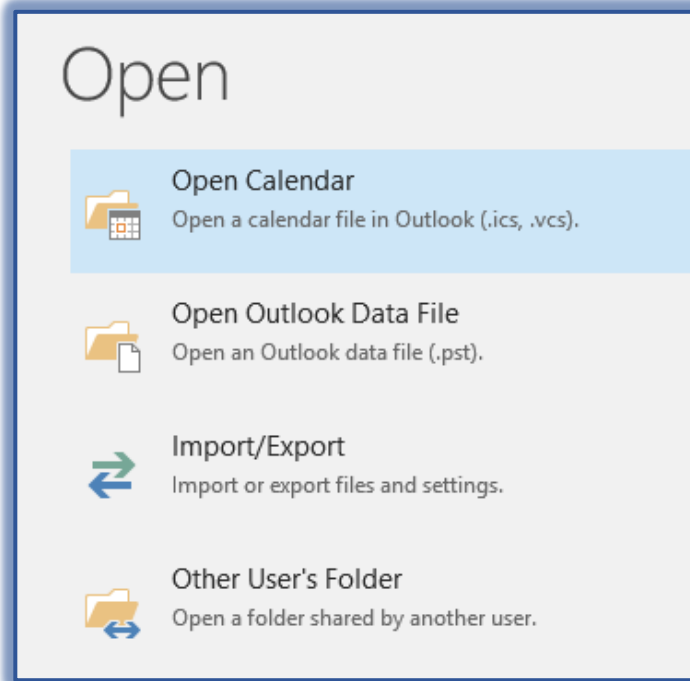 Open
Open Calendar
Open a calendar file in Outlook (.ics, .vcs).
Open Outlook Data File
Open an Outlook data file (.pst).
Import/Export
Import or export files and settings.
Other User's Folder
Open a folder shared by another user.